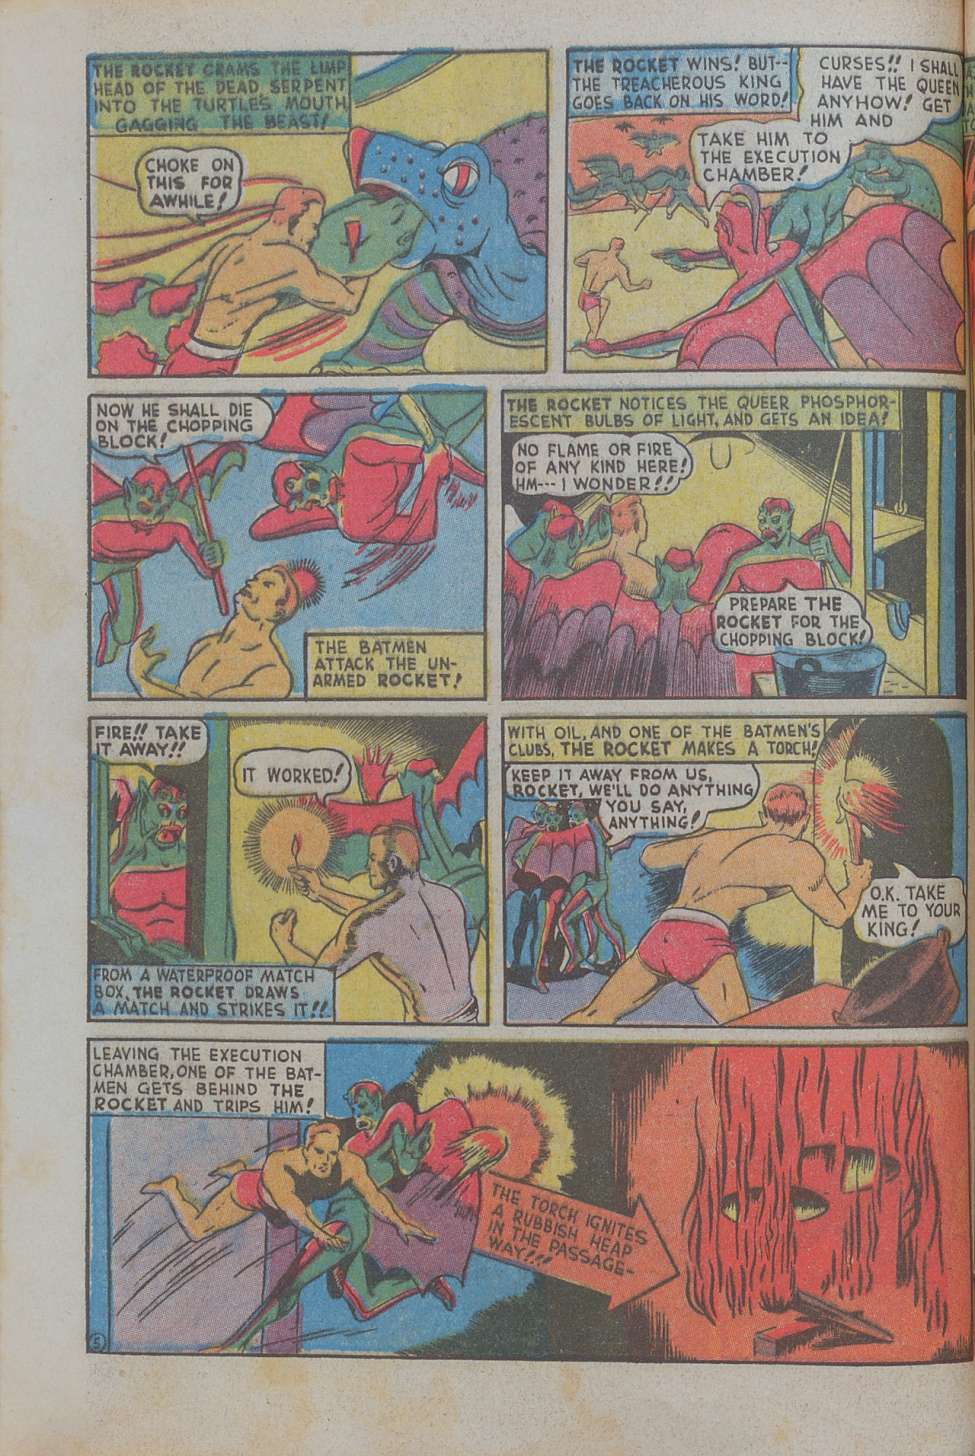 THE ROCKET CRAMS THE LIMP
HEAD OF THE DEAD SERPENT
INTO THE TURTLE'S MOUTH,
GAGGING THE BEAST!
CHOKE ON
THIS FOR
AWHILE!
THE ROCKET WINS! BUT--
THE TREACHEROUS KING
GOES BACK ON HIS WORD!
CURSES!! I SHALL
HAVE THE QUEEN
ANYHOW! GET
HIM AND
TAKE HIM TO
THE EXECUTION
CHAMBER!
NOW HE SHALL DIE
ON THE CHOPPING
BLOCK!
THE BATMEN
ATTACK THE UN-
ARMED ROCKET!
THE ROCKET NOTICES THE QUEER PHOSPHOR-
ESCENT BULBS OF LIGHT, AND GETS AN IDEA!
NO FLAME OR FIRE
OF ANY KIND HERE!
HM--- I WONDER!!
PREPARE THE
ROCKET FOR THE
CHOPPING BLOCK!
FIRE!! TAKE
IT AWAY!!
IT WORKED!
FROM A WATERPROOF MATCH
BOX, THE ROCKET DRAWS
A MATCH AND STRIKES IT!!
WITH OIL, AND ONE OF THE BATMEN'S
CLUBS, THE ROCKET MAKES A TORCH!
KEEP IT AWAY FROM US,
ROCKET, WE'LL DO ANYTHING
YOU SAY,
ANYTHING!
O.K. TAKE
ME TO YOUR
KING!
LEAVING THE EXECUTION
CHAMBER, ONE OF THE BAT-
MEN GETS BEHIND THE
ROCKET AND TRIPS HIM!
THE TORCH IGNITES
A RUBBISH HEAP
IN THE PASSAGE-
WAY!!!
5